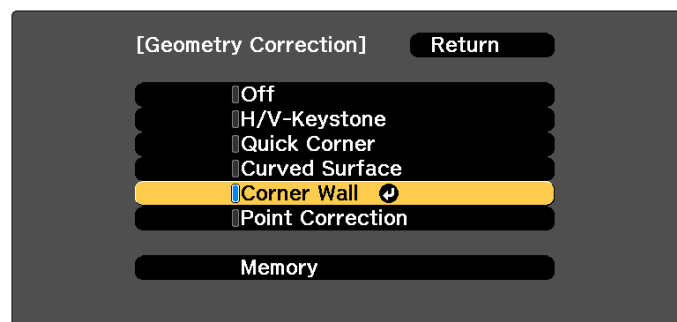 [Geometry Correction] Return
Off
H/V-Keystone
Quick Corner
Curved Surface
Corner Wall
Point Correction
Memory